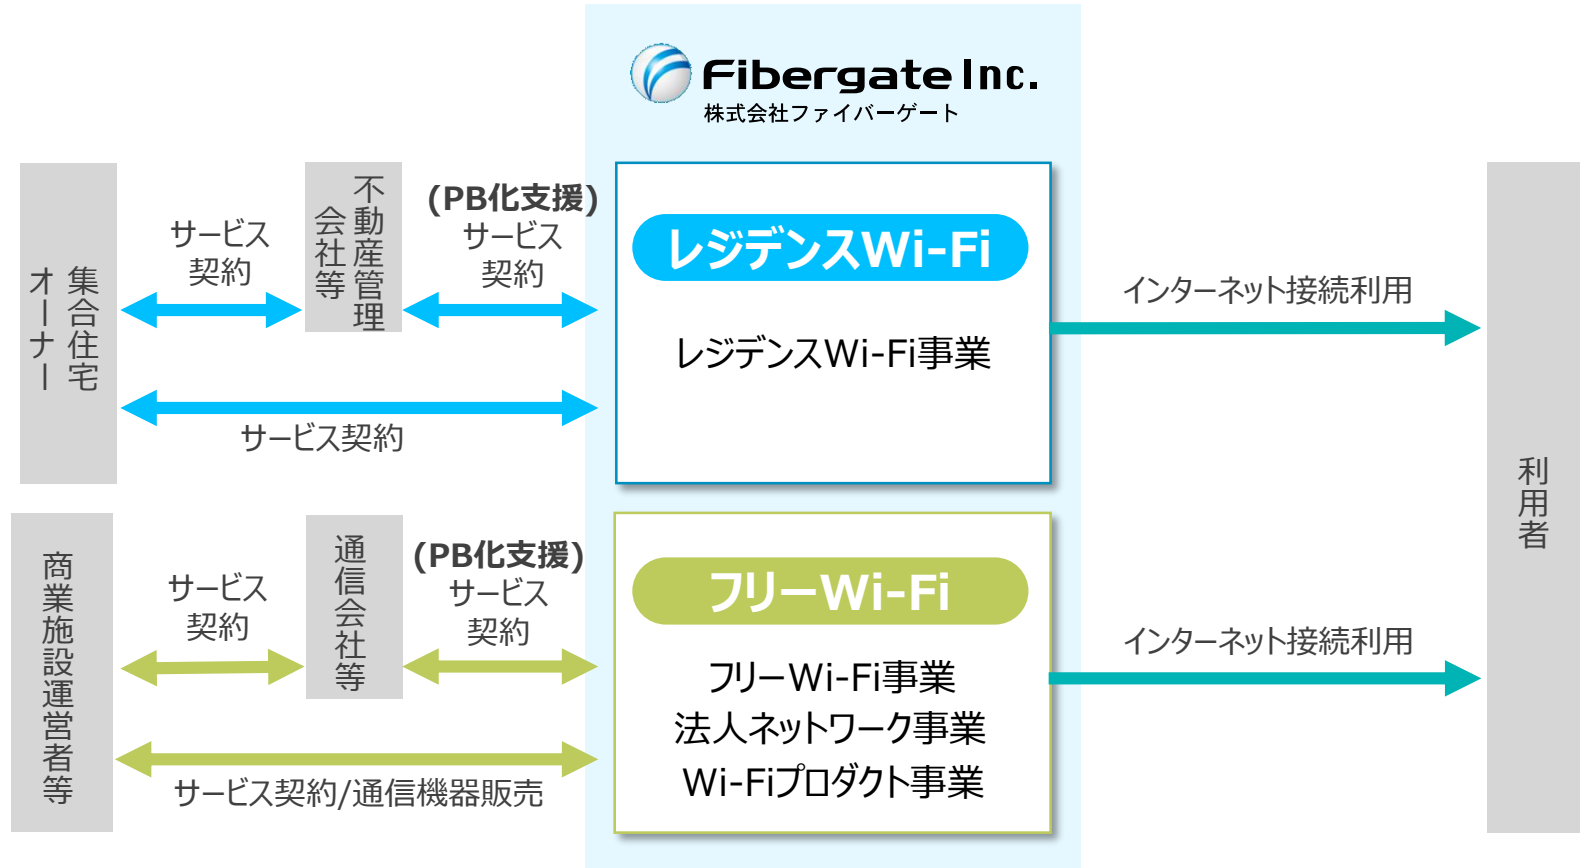 Fibergate Inc.
株式会社ファイバーゲート
集合住宅
オーナー
サービス
契約
不動産管理
会社等
(PB化支援)
サービス
契約
サービス契約
レジデンスWi-Fi
レジデンスWi-Fi事業
インターネット接続利用
商業施設運営者等
サービス
契約
通信会社等
(PB化支援)
サービス
契約
サービス契約/通信機器販売
フリーWi-Fi
フリーWi-Fi事業
法人ネットワーク事業
Wi-Fiプロダクト事業
インターネット接続利用
利用者